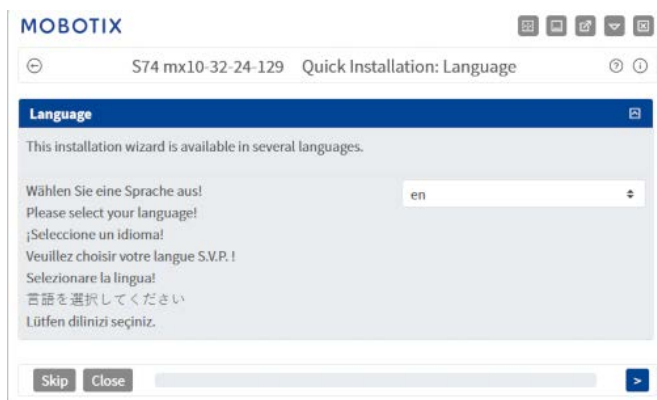 MOBOTIX
S74 mx10-32-24-129 Quick Installation: Language
Language
This installation wizard is available in several languages.
Wählen Sie eine Sprache aus!
en
Please select your language!
¡Seleccione un idioma!
Veuillez choisir votre langue S.V.P. !
Selezionare la lingua!
言語を選択してください
Lütfen dilinizi seçiniz.
Skip Close >